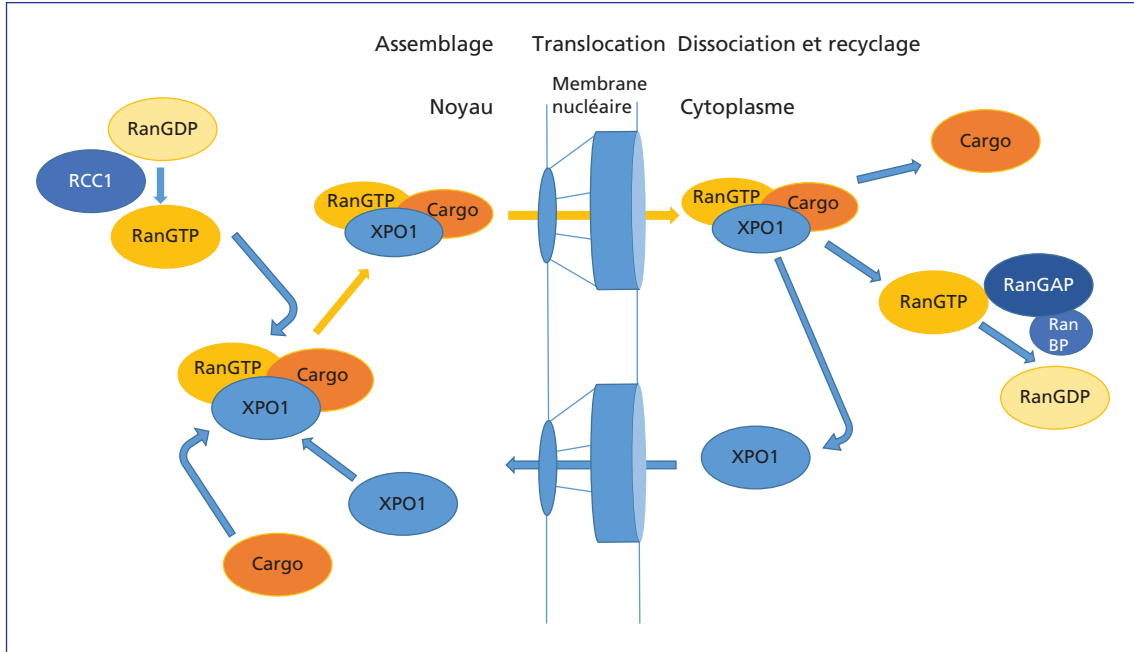 Assemblage
Translocation
Dissociation et recyclage
Noyau
Membrane
nucléaire
Cytoplasme
RanGDP
RCC1
RanGTP
RanGTP
Cargo
XPO1
RanGTP
Cargo
XPO1
XPO1
Cargo
RanGTP
Cargo
XPO1
Cargo
RanGTP
RanGAP
Ran
BP
RanGDP
XPO1